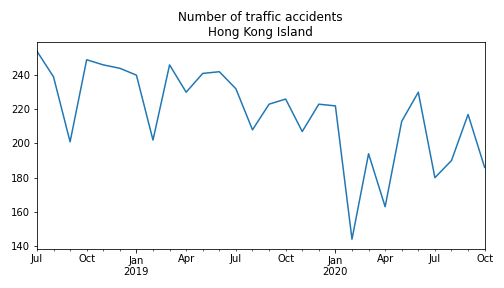 Number of traffic accidents
Hong Kong Island
240
220
200
180
160
140
Jul Oct Jan Apr Jul Oct Jan Apr Jul Oct
2019 2020